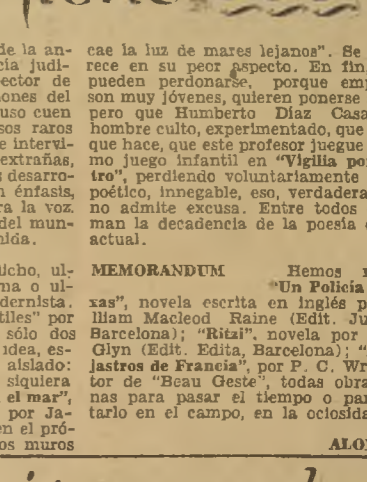 de la an-
cía judi-
ector de
ones del
uso cuen
sos raros
e intervi-
extrañas,
s desarro-
n énfasis,
ra la voz.
del mun-
nida.
licho, ul-
ma o ul-
dernista.
tiles" por
sólo dos
idea, es-
aislado:
siquiera
el mar",
por Ja-
en el pró-
os muros
cae la luz de mares lejanos". Se
rece en su peor aspecto. En fin,
pueden perdonarse, porque emp
son muy jóvenes, quieren ponerse
pero que Humberto Díaz Casa
hombre culto, experimentado, que
que hace, que este profesor juegue
mo juego infantil en "Vigilia po
tro", perdiendo voluntariamente
poético, innegable, eso, verdadera
no admite excusa. Entre todos
man la decadencia de la poesía
actual.
MEMORANDUM Hemos r
"Un Policía
xas", novela escrita en inglés p
lliam Macleod Raine (Edit. Ju
Barcelona); "Ritzi", novela por
Glyn (Edit. Edita, Barcelona); "
jastros de Francia", por P. C. Wr
tor de "Beau Geste", todas obra
nas para pasar el tiempo o par
tarlo en el campo, en la ociosida
ALO